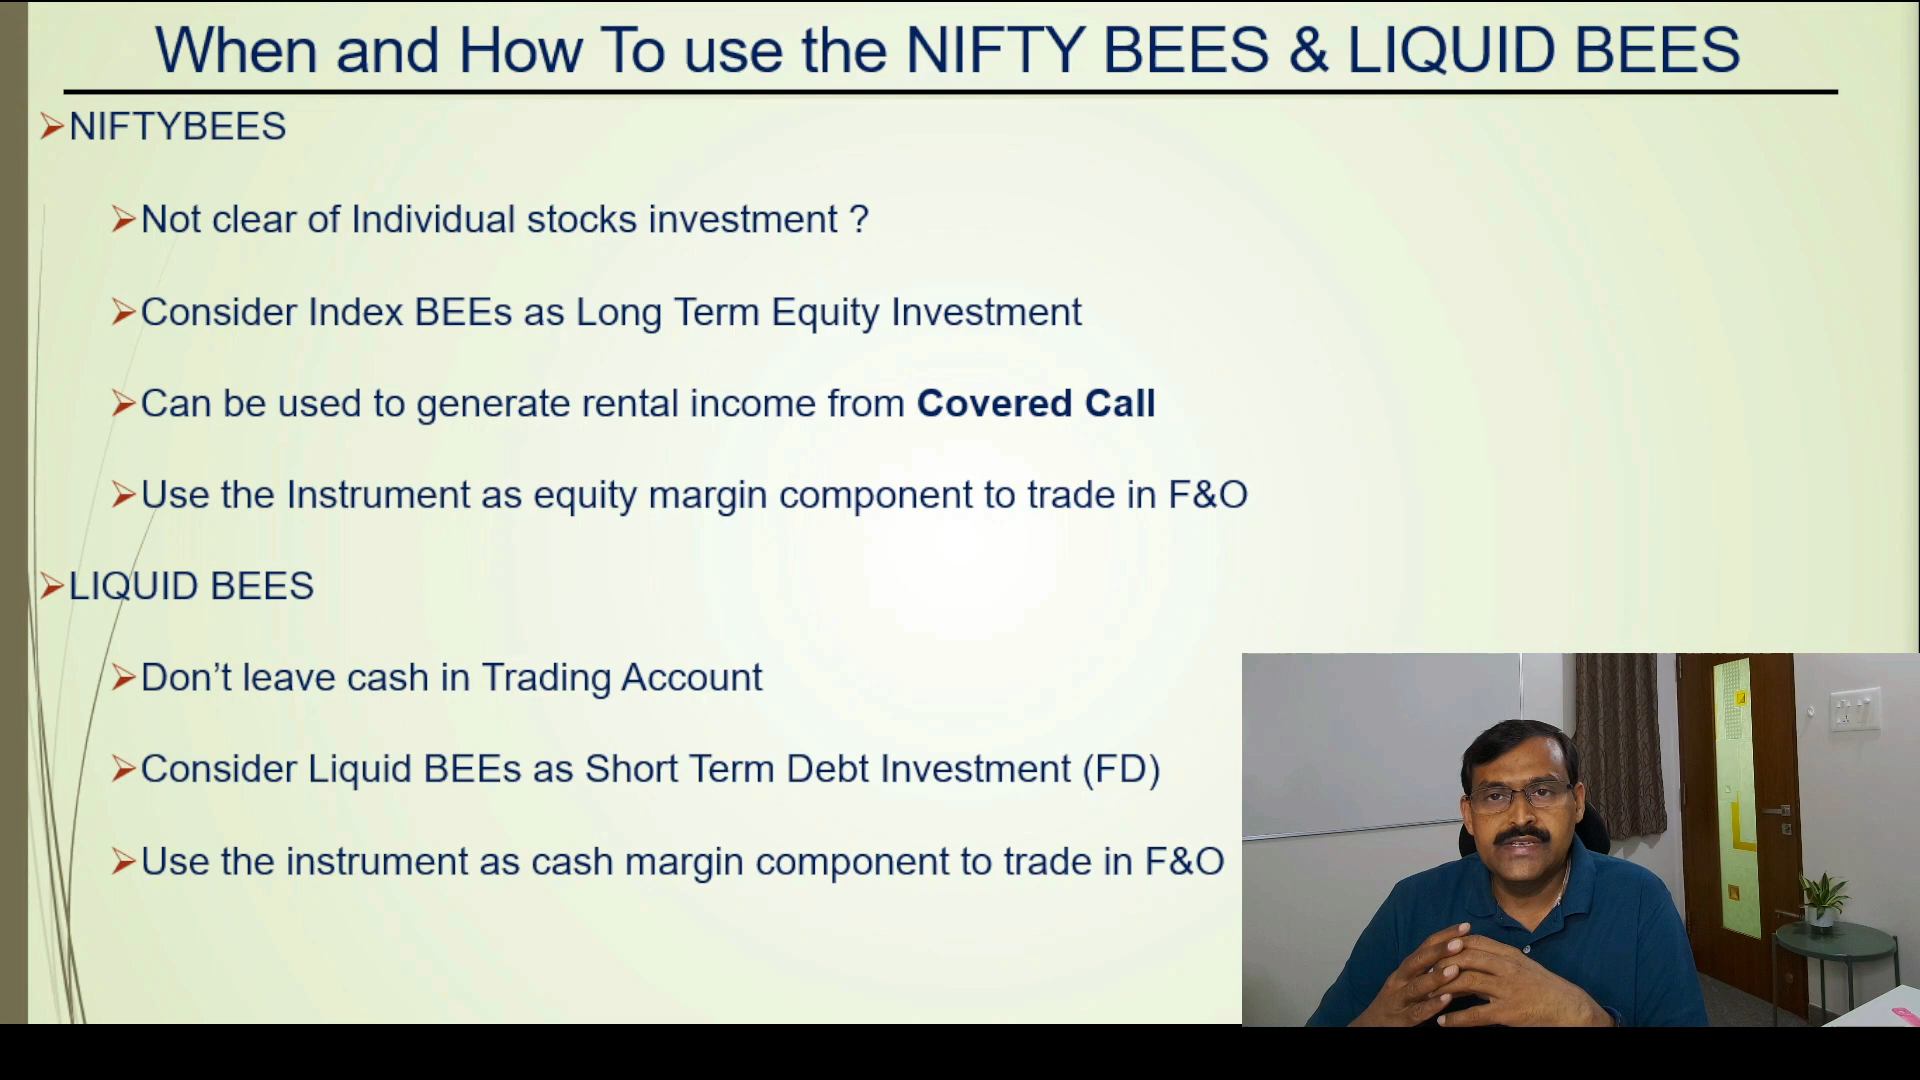 When and How To use the NIFTY BEES & LIQUID BEES
NIFTYBEES
Not clear of Individual stocks investment ?
Consider Index BEEs as Long Term Equity Investment
Can be used to generate rental income from Covered Call
Use the Instrument as equity margin component to trade in F&O
LIQUID BEES
Don’t leave cash in Trading Account
Consider Liquid BEEs as Short Term Debt Investment (FD)
Use the instrument as cash margin component to trade in F&O